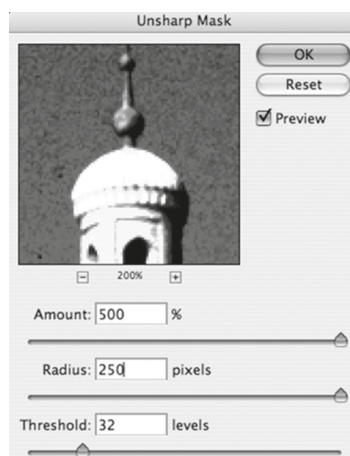 Unsharp Mask
OK
Reset
Preview
200%
Amount: 500 %
Radius: 250 pixels
Threshold: 32 levels